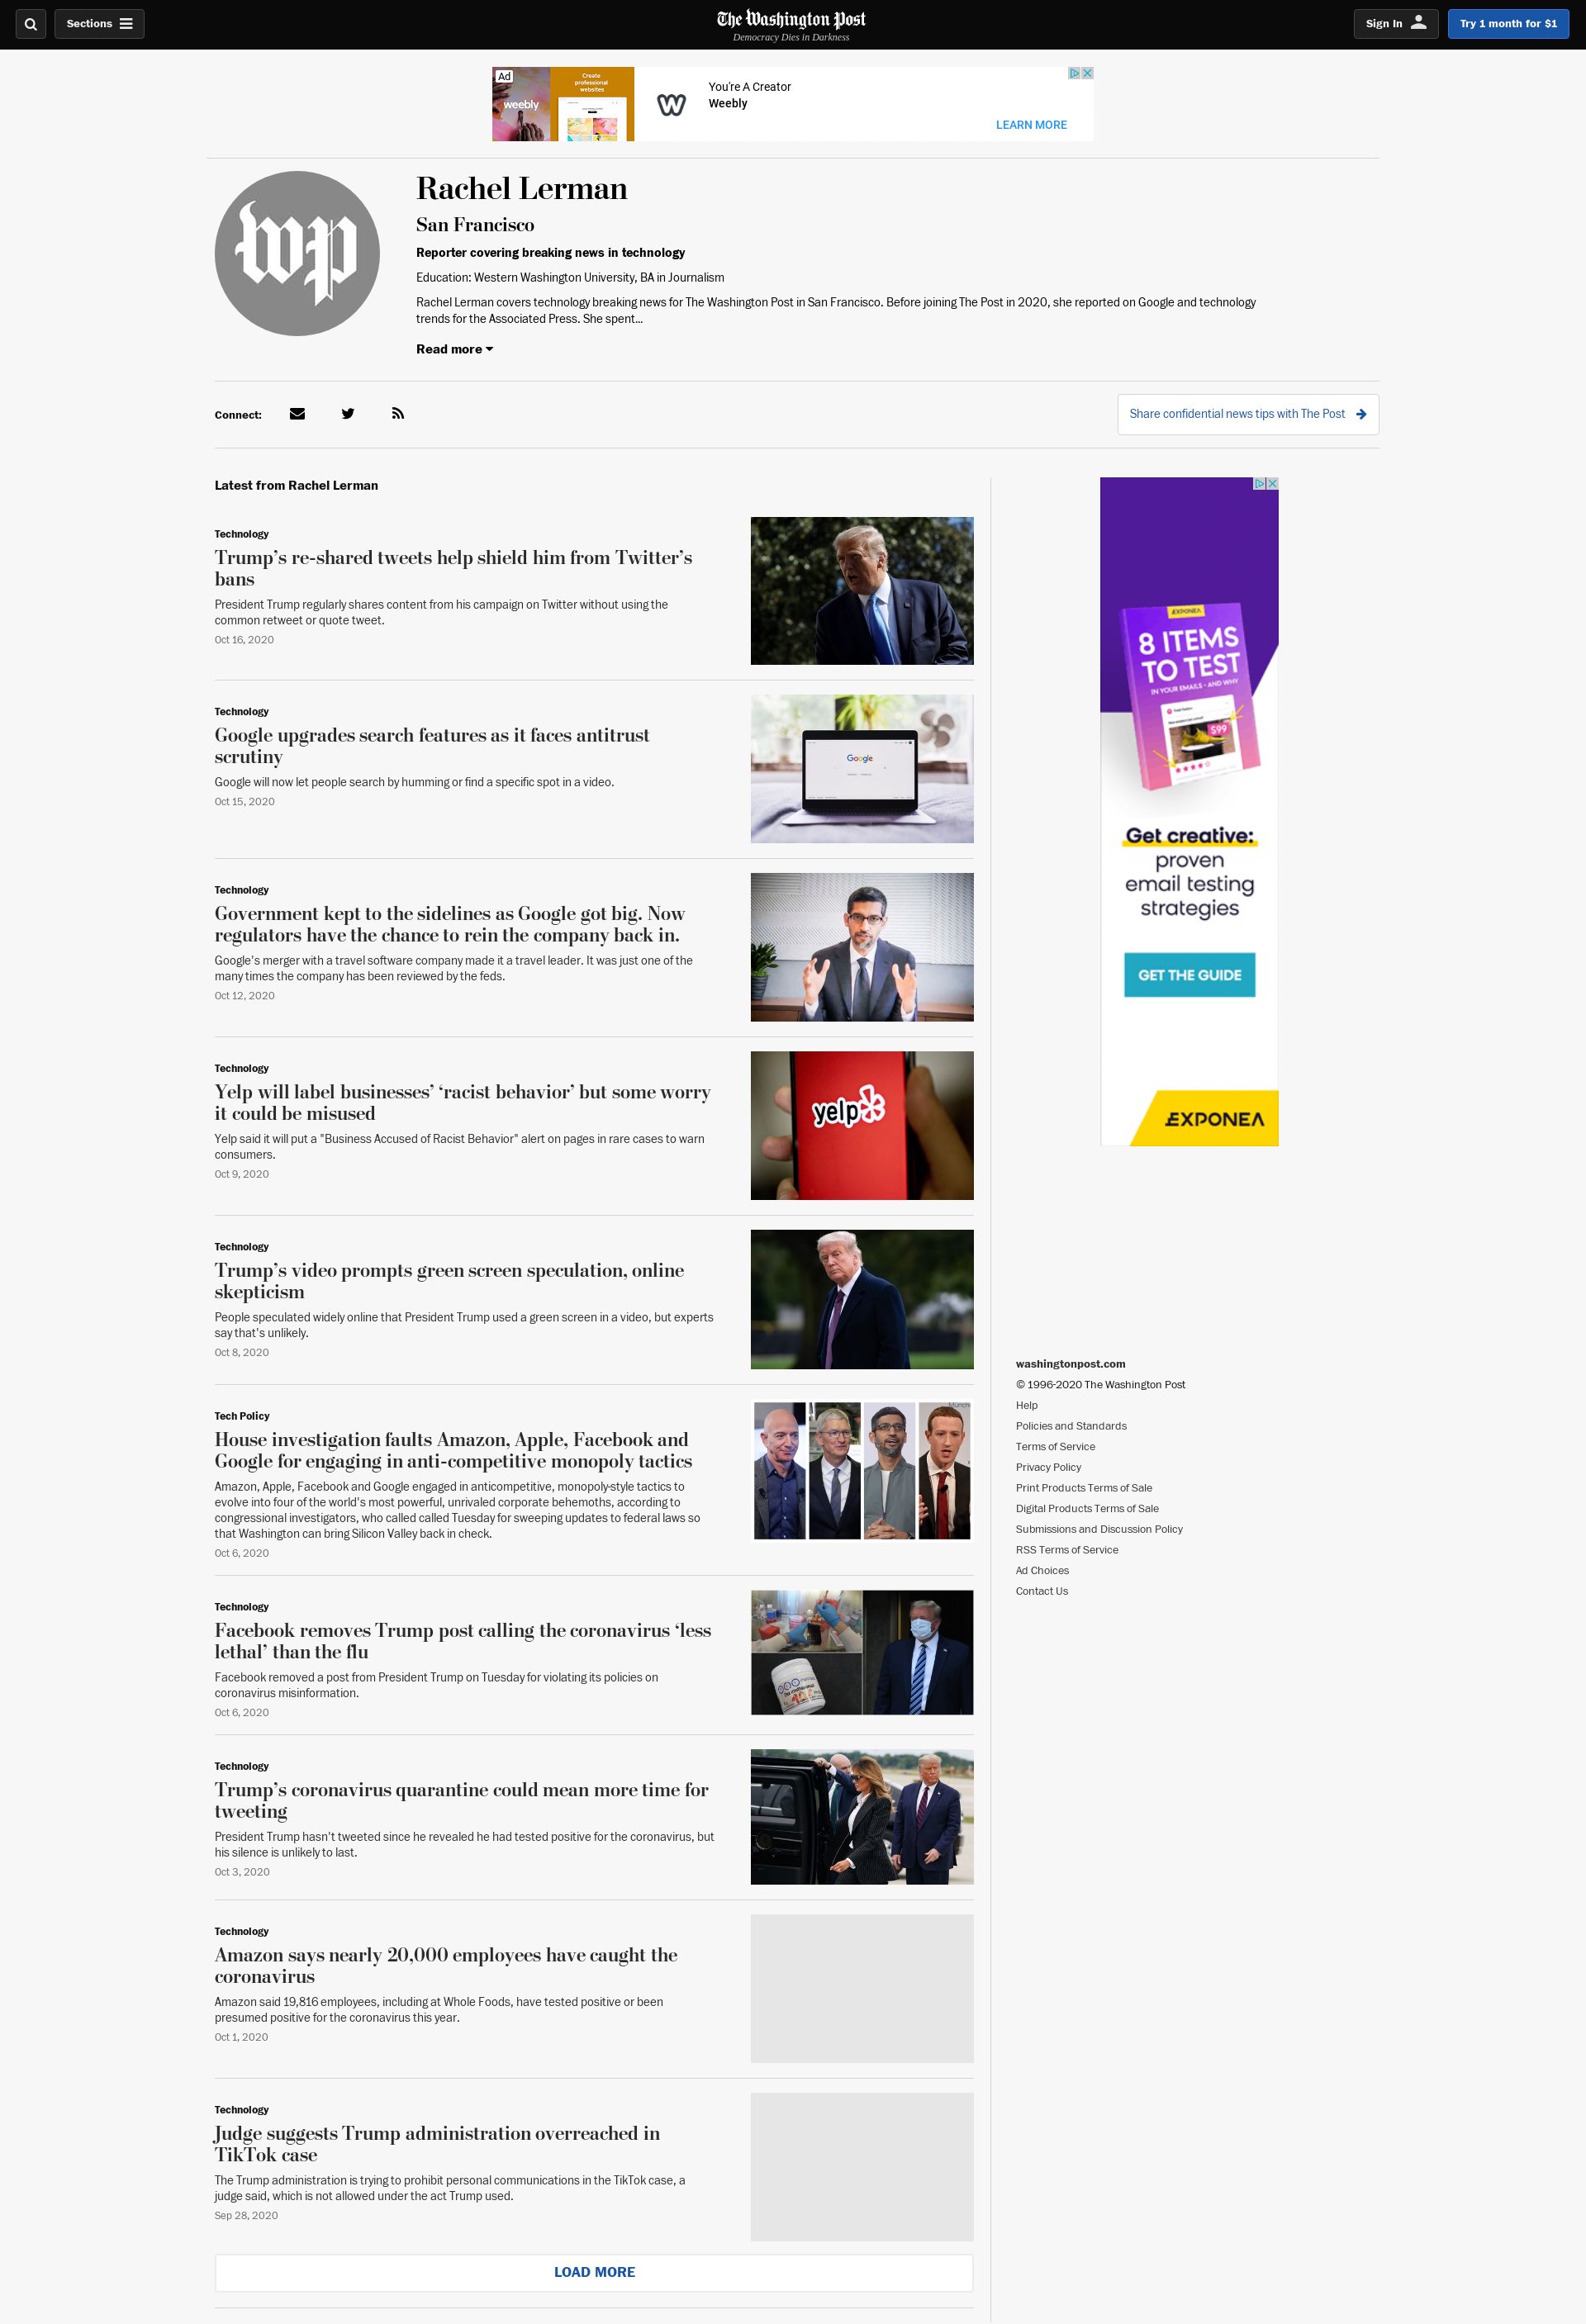 Sections
The Washington Post
Democracy Dies in Darkness
Sign In
Try 1 month for $1
Ad
weebly
Create
professional
websites
You're A Creator
Weebly
LEARN MORE
wp
Rachel Lerman
San Francisco
Reporter covering breaking news in technology
Education: Western Washington University, BA in Journalism
Rachel Lerman covers technology breaking news for The Washington Post in San Francisco. Before joining The Post in 2020, she reported on Google and technology
trends for the Associated Press. She spent...
Read more
Connect:
Share confidential news tips with The Post
Latest from Rachel Lerman
Technology
Trump’s re-shared tweets help shield him from Twitter’s
bans
President Trump regularly shares content from his campaign on Twitter without using the
common retweet or quote tweet.
Oct 16, 2020
Technology
Google upgrades search features as it faces antitrust
scrutiny
Google will now let people search by humming or find a specific spot in a video.
Oct 15, 2020
Google
Technology
Government kept to the sidelines as Google got big. Now
regulators have the chance to rein the company back in.
Google's merger with a travel software company made it a travel leader. It was just one of the
many times the company has been reviewed by the feds.
Oct 12, 2020
Technology
Yelp will label businesses’ ‘racist behavior’ but some worry
it could be misused
Yelp said it will put a "Business Accused of Racist Behavior" alert on pages in rare cases to warn
consumers.
Oct 9, 2020
yelp
Technology
Trump’s video prompts green screen speculation, online
skepticism
People speculated widely online that President Trump used a green screen in a video, but experts
say that's unlikely.
Oct 8, 2020
Tech Policy
House investigation faults Amazon, Apple, Facebook and
Google for engaging in anti-competitive monopoly tactics
Amazon, Apple, Facebook and Google engaged in anticompetitive, monopoly-style tactics to
evolve into four of the world's most powerful, unrivaled corporate behemoths, according to
congressional investigators, who called called Tuesday for sweeping updates to federal laws so
that Washington can bring Silicon Valley back in check.
Oct 6, 2020
Technology
Facebook removes Trump post calling the coronavirus ‘less
lethal’ than the flu
Facebook removed a post from President Trump on Tuesday for violating its policies on
coronavirus misinformation.
Oct 6, 2020
Technology
Trump’s coronavirus quarantine could mean more time for
tweeting
President Trump hasn't tweeted since he revealed he had tested positive for the coronavirus, but
his silence is unlikely to last.
Oct 3, 2020
Technology
Amazon says nearly 20,000 employees have caught the
coronavirus
Amazon said 19,816 employees, including at Whole Foods, have tested positive or been
presumed positive for the coronavirus this year.
Oct 1, 2020
Technology
Judge suggests Trump administration overreached in
TikTok case
The Trump administration is trying to prohibit personal communications in the TikTok case, a
judge said, which is not allowed under the act Trump used.
Sep 28, 2020
LOAD MORE
EXPONEA
8 ITEMS
TO TEST
IN YOUR EMAILS - AND WHY
$99
Get creative:
proven
email testing
strategies
GET THE GUIDE
EXPONEA
washingtonpost.com
© 1996-2020 The Washington Post
Help
Policies and Standards
Terms of Service
Privacy Policy
Print Products Terms of Sale
Digital Products Terms of Sale
Submissions and Discussion Policy
RSS Terms of Service
Ad Choices
Contact Us